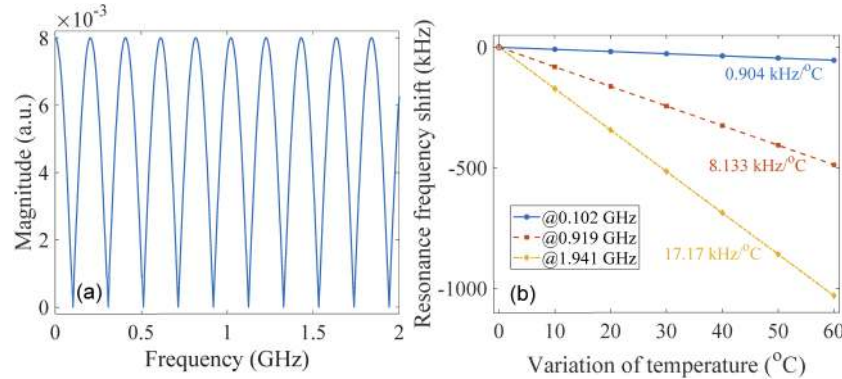 ×10⁻³
8
6
4
2
0
Magnitude (a.u.)
(a)
0 0.5 1 1.5 2
Frequency (GHz)
Resonance frequency shift (kHz)
0
-500
-1000
0.904 kHz/°C
8.133 kHz/°C
17.17 kHz/°C
@0.102 GHz
@0.919 GHz
@1.941 GHz
(b)
0 10 20 30 40 50 60
Variation of temperature (°C)